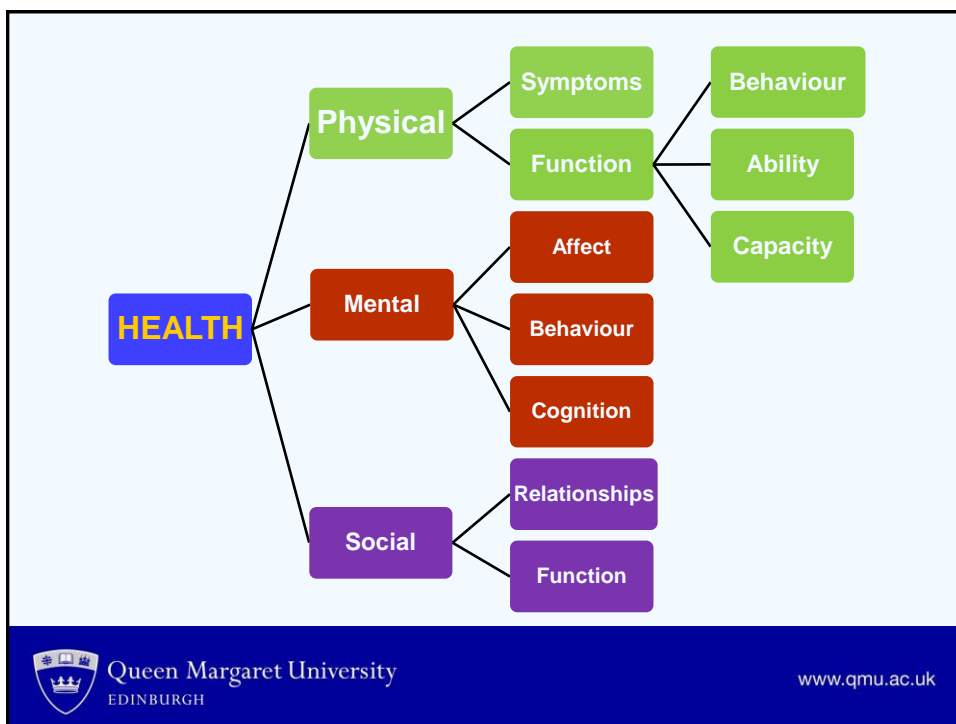 HEALTH
Physical
Symptoms
Function
Behaviour
Ability
Capacity
Mental
Affect
Behaviour
Cognition
Social
Relationships
Function
Queen Margaret University
EDINBURGH
www.qmu.ac.uk